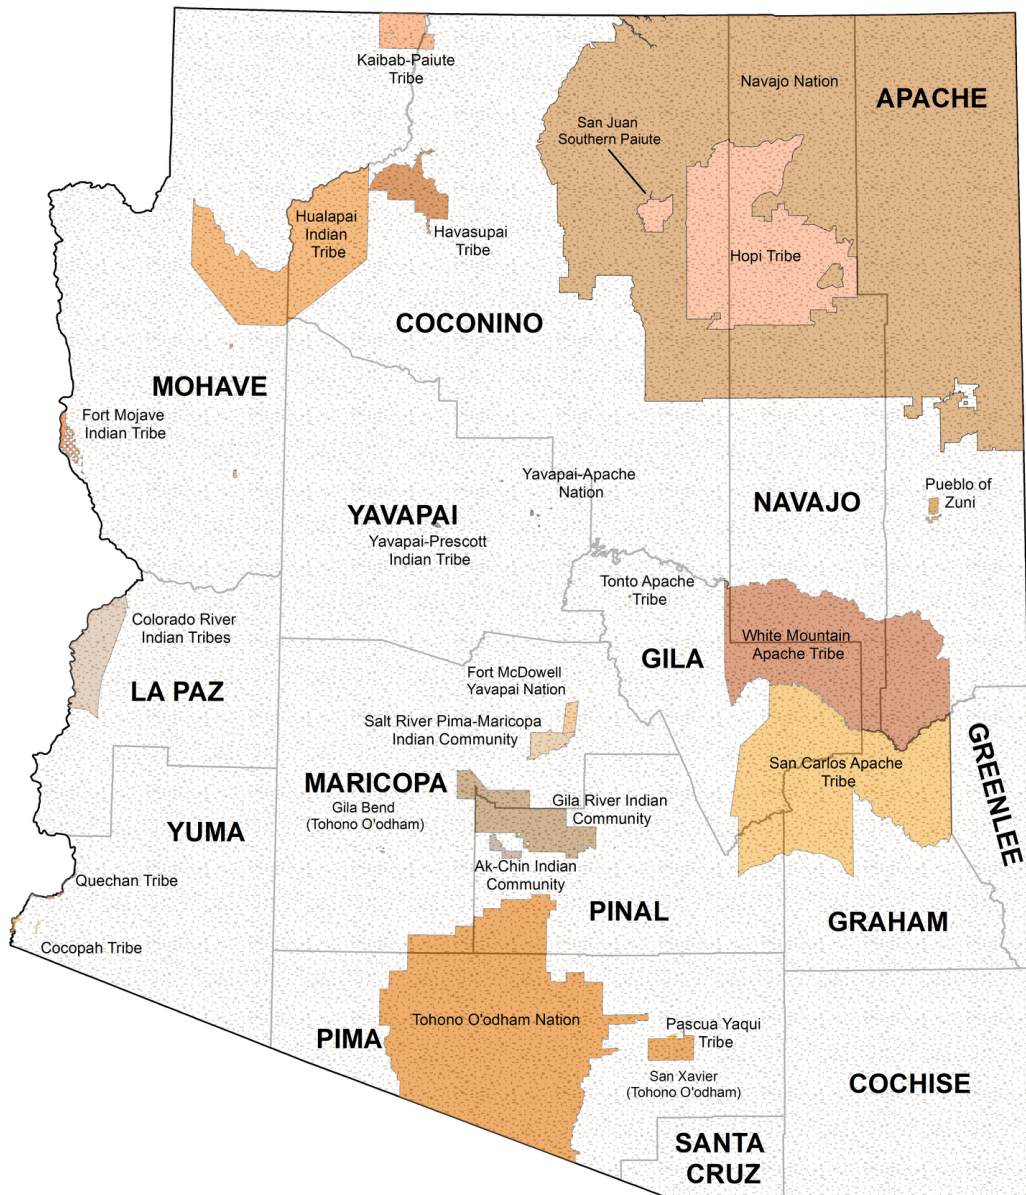 Kaibab-Paiute
Tribe
Navajo Nation
APACHE
San Juan
Southern Paiute
Hualapai
Indian
Tribe
Havasupai
Tribe
Hopi Tribe
COCONINO
MOHAVE
Fort Mojave
Indian Tribe
Yavapai-Apache
Nation
Pueblo of
Zuni
NAVAJO
YAVAPAI
Yavapai-Prescott
Indian Tribe
Tonto Apache
Tribe
Colorado River
Indian Tribes
White Mountain
Apache Tribe
GILA
LA PAZ
Fort McDowell
Yavapai Nation
Salt River Pima-Maricopa
Indian Community
GREENLEE
San Carlos Apache
Tribe
MARICOPA
Gila Bend
(Tohono O'odham)
Gila River Indian
Community
YUMA
Ak-Chin Indian
Community
Quechan Tribe
PINAL
GRAHAM
Cocopah Tribe
Tohono O'odham Nation
PIMA
Pascua Yaqui
Tribe
San Xavier
(Tohono O'odham)
COCHISE
SANTA
CRUZ